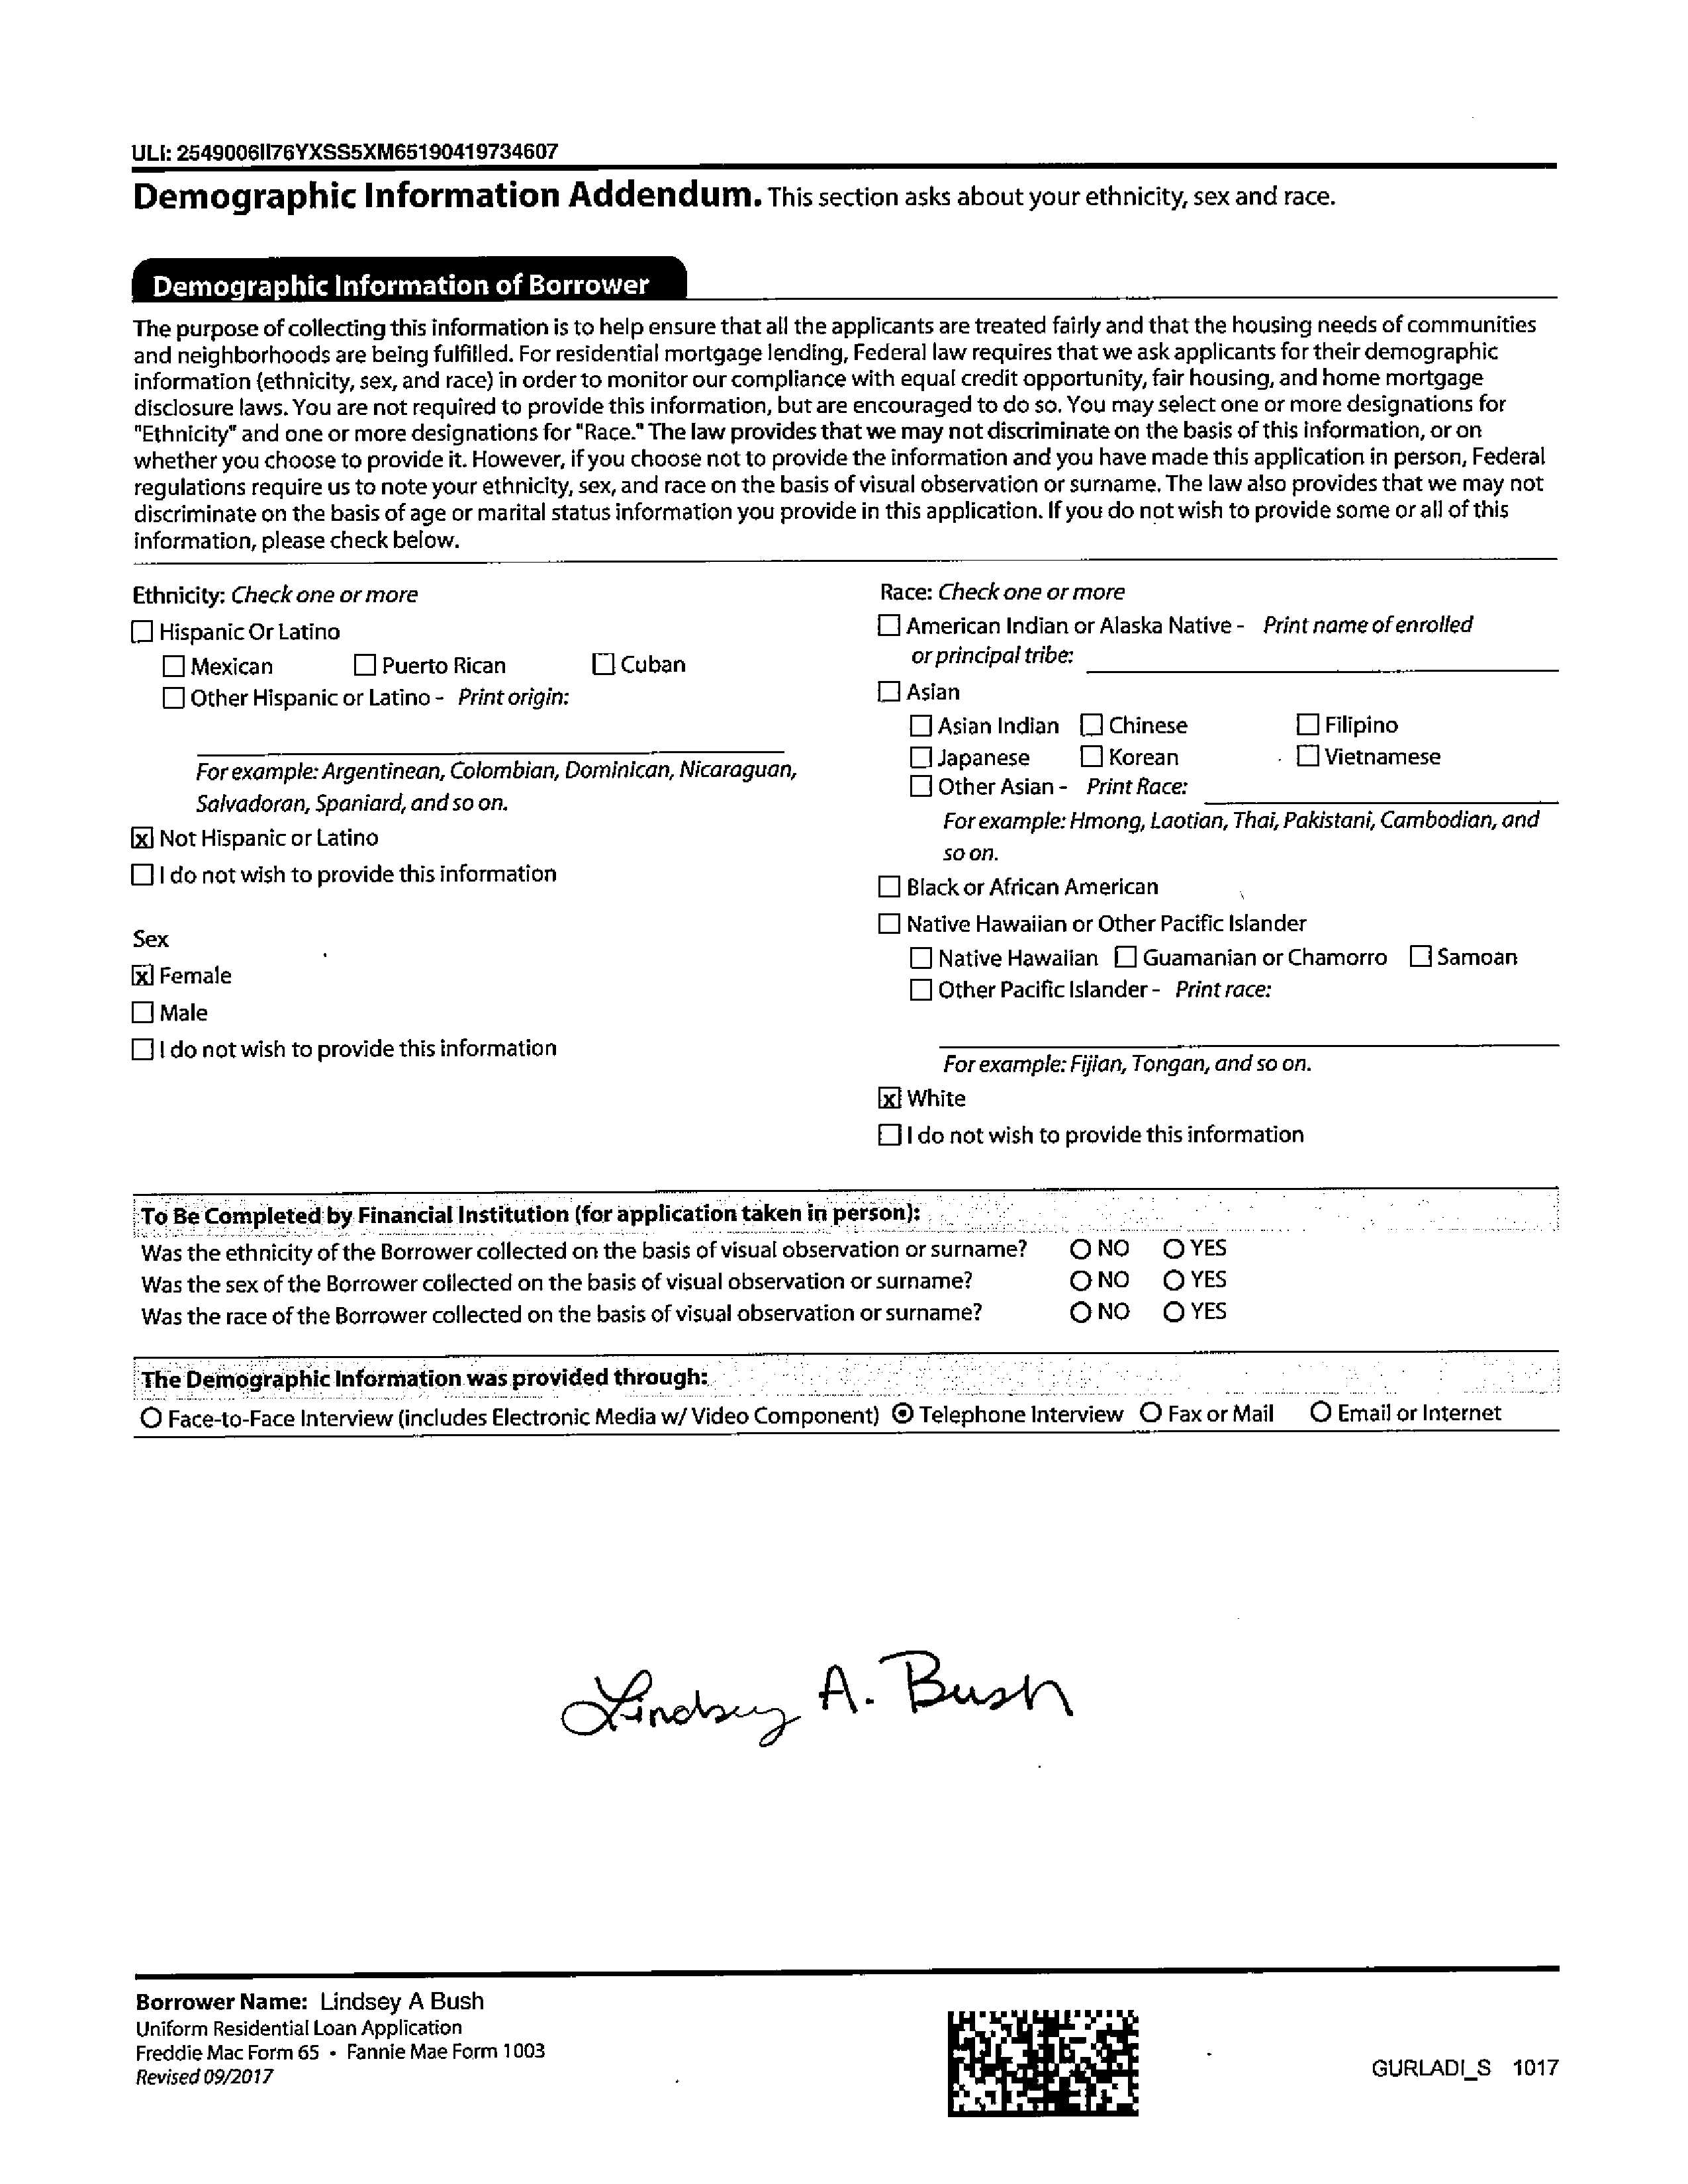 ULI: 2549006II76YXSS5XM65190419734607
Demographic Information Addendum. This section asks about your ethnicity, sex and race.
Demographic Information of Borrower
The purpose of collecting this information is to help ensure that all the applicants are treated fairly and that the housing needs of communities
and neighborhoods are being fulfilled. For residential mortgage lending, Federal law requires that we ask applicants for their demographic
information (ethnicity, sex, and race) in order to monitor our compliance with equal credit opportunity, fair housing, and home mortgage
disclosure laws. You are not required to provide this information, but are encouraged to do so. You may select one or more designations for
"Ethnicity" and one or more designations for "Race." The law provides that we may not discriminate on the basis of this information, or on
whether you choose to provide it. However, if you choose not to provide the information and you have made this application in person, Federal
regulations require us to note your ethnicity, sex, and race on the basis of visual observation or surname. The law also provides that we may not
discriminate on the basis of age or marital status information you provide in this application. If you do not wish to provide some or all of this
information, please check below.
Ethnicity: Check one or more
☐ Hispanic Or Latino
☐ Mexican ☐ Puerto Rican ☐ Cuban
☐ Other Hispanic or Latino - Print origin:
For example: Argentinean, Colombian, Dominican, Nicaraguan,
Salvadoran, Spaniard, and so on.
☒ Not Hispanic or Latino
☐ I do not wish to provide this information
Sex
☒ Female
☐ Male
☐ I do not wish to provide this information
Race: Check one or more
☐ American Indian or Alaska Native - Print name of enrolled
or principal tribe:
☐ Asian
☐ Asian Indian ☐ Chinese ☐ Filipino
☐ Japanese ☐ Korean ☐ Vietnamese
☐ Other Asian - Print Race:
For example: Hmong, Laotian, Thai, Pakistani, Cambodian, and
so on.
☐ Black or African American
☐ Native Hawaiian or Other Pacific Islander
☐ Native Hawaiian ☐ Guamanian or Chamorro ☐ Samoan
☐ Other Pacific Islander - Print race:
For example: Fijian, Tongan, and so on.
☒ White
☐ I do not wish to provide this information
To Be Completed by Financial Institution (for application taken in person):
Was the ethnicity of the Borrower collected on the basis of visual observation or surname? ○ NO ○ YES
Was the sex of the Borrower collected on the basis of visual observation or surname? ○ NO ○ YES
Was the race of the Borrower collected on the basis of visual observation or surname? ○ NO ○ YES
The Demographic Information was provided through:
○ Face-to-Face Interview (includes Electronic Media w/ Video Component) ⦿ Telephone Interview ○ Fax or Mail ○ Email or Internet
Lindsey A. Bush
Borrower Name: Lindsey A Bush
Uniform Residential Loan Application
Freddie Mac Form 65 • Fannie Mae Form 1003
Revised 09/2017
GURLADI_S 1017